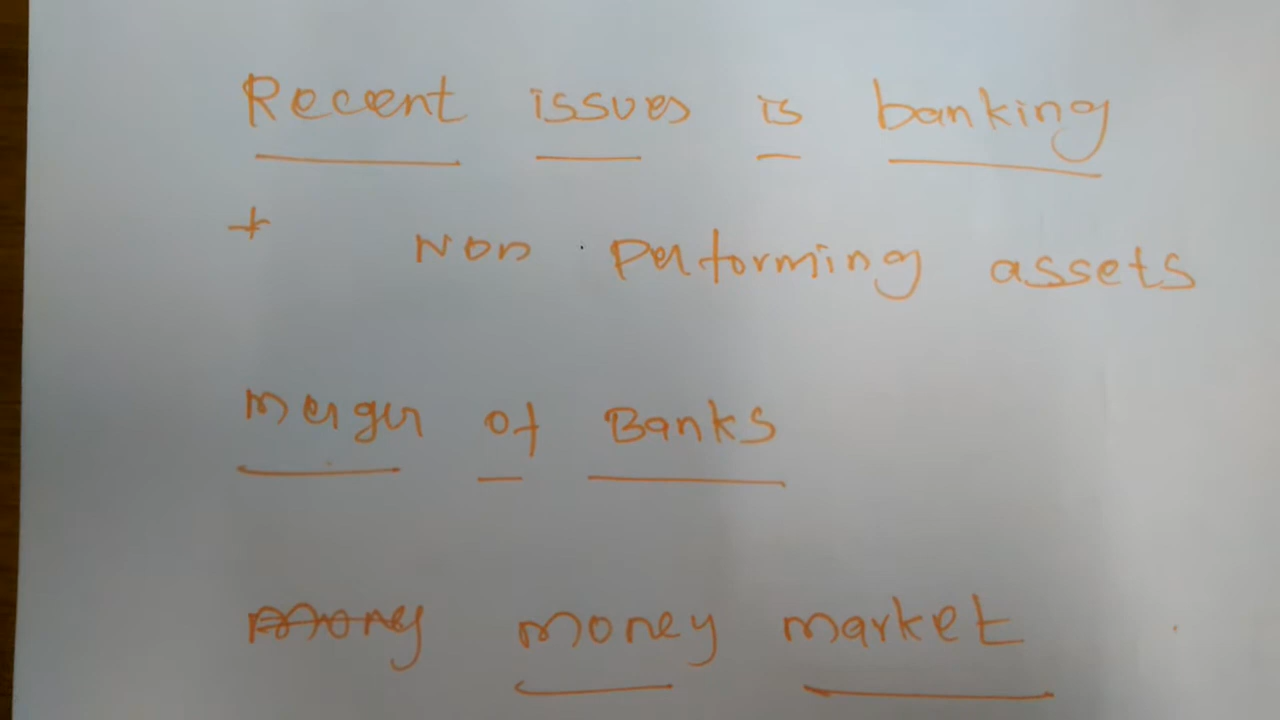 Recent issues is banking
+ Non Performing assets
Merger of Banks
money money market